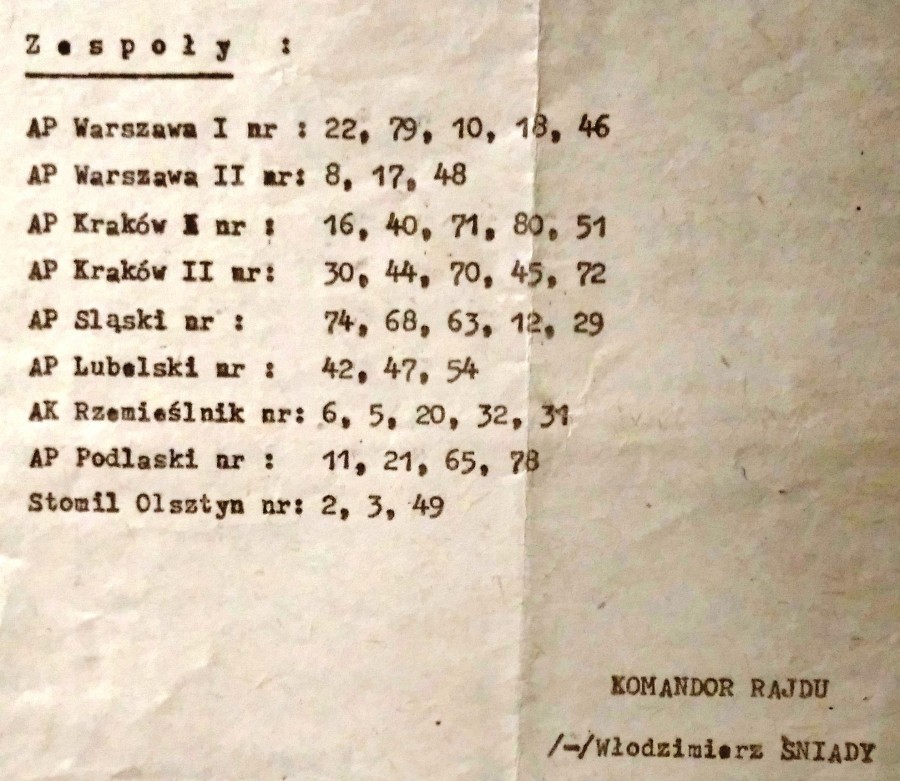 Z e s p o ł y :
AP Warszawa I nr : 22, 79, 10, 18, 46
AP Warszawa II nr: 8, 17, 48
AP Kraków I nr : 16, 40, 71, 80, 51
AP Kraków II nr: 30, 44, 70, 45, 72
AP Sląski nr : 74, 68, 63, 12, 29
AP Lubelski nr : 42, 47, 54
AK Rzemieślnik nr: 6, 5, 20, 32, 31
AP Podlaski nr : 11, 21, 65, 78
Stomil Olsztyn nr: 2, 3, 49
KOMANDOR RAJDU
/-/Włodzimierz ŚNIADY